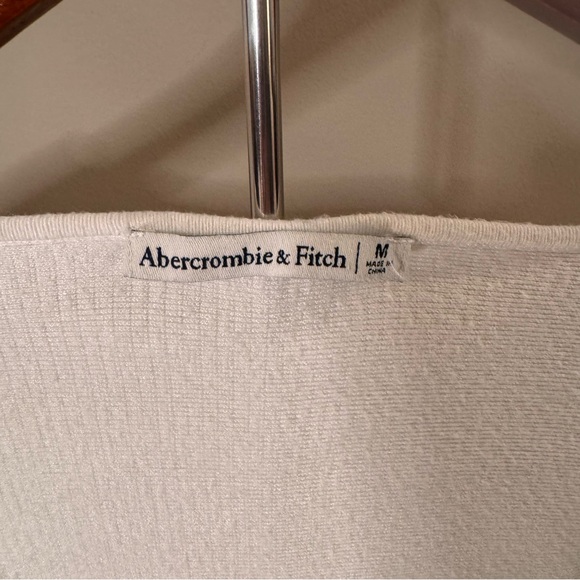 Abercrombie & Fitch | M
MADE IN
CHINA